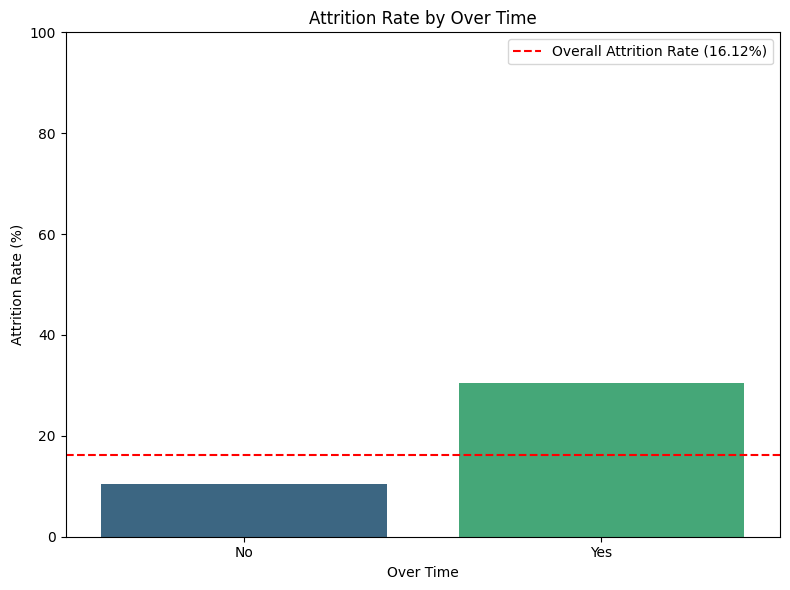 Attrition Rate by Over Time
Overall Attrition Rate (16.12%)
100
80
60
40
20
0
Attrition Rate (%)
No
Yes
Over Time